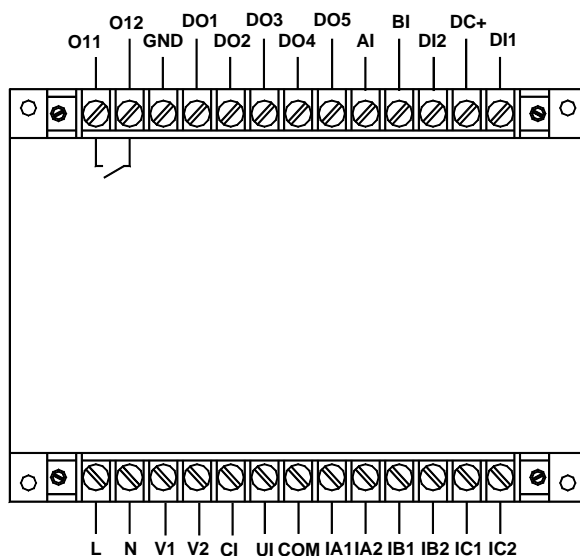 O12 DO1 DO3 DO5 BI DC+
O11 GND DO2 DO4 AI DI2 DI1
L N V1 V2 CI UI COM IA1 IA2 IB1 IB2 IC1 IC2